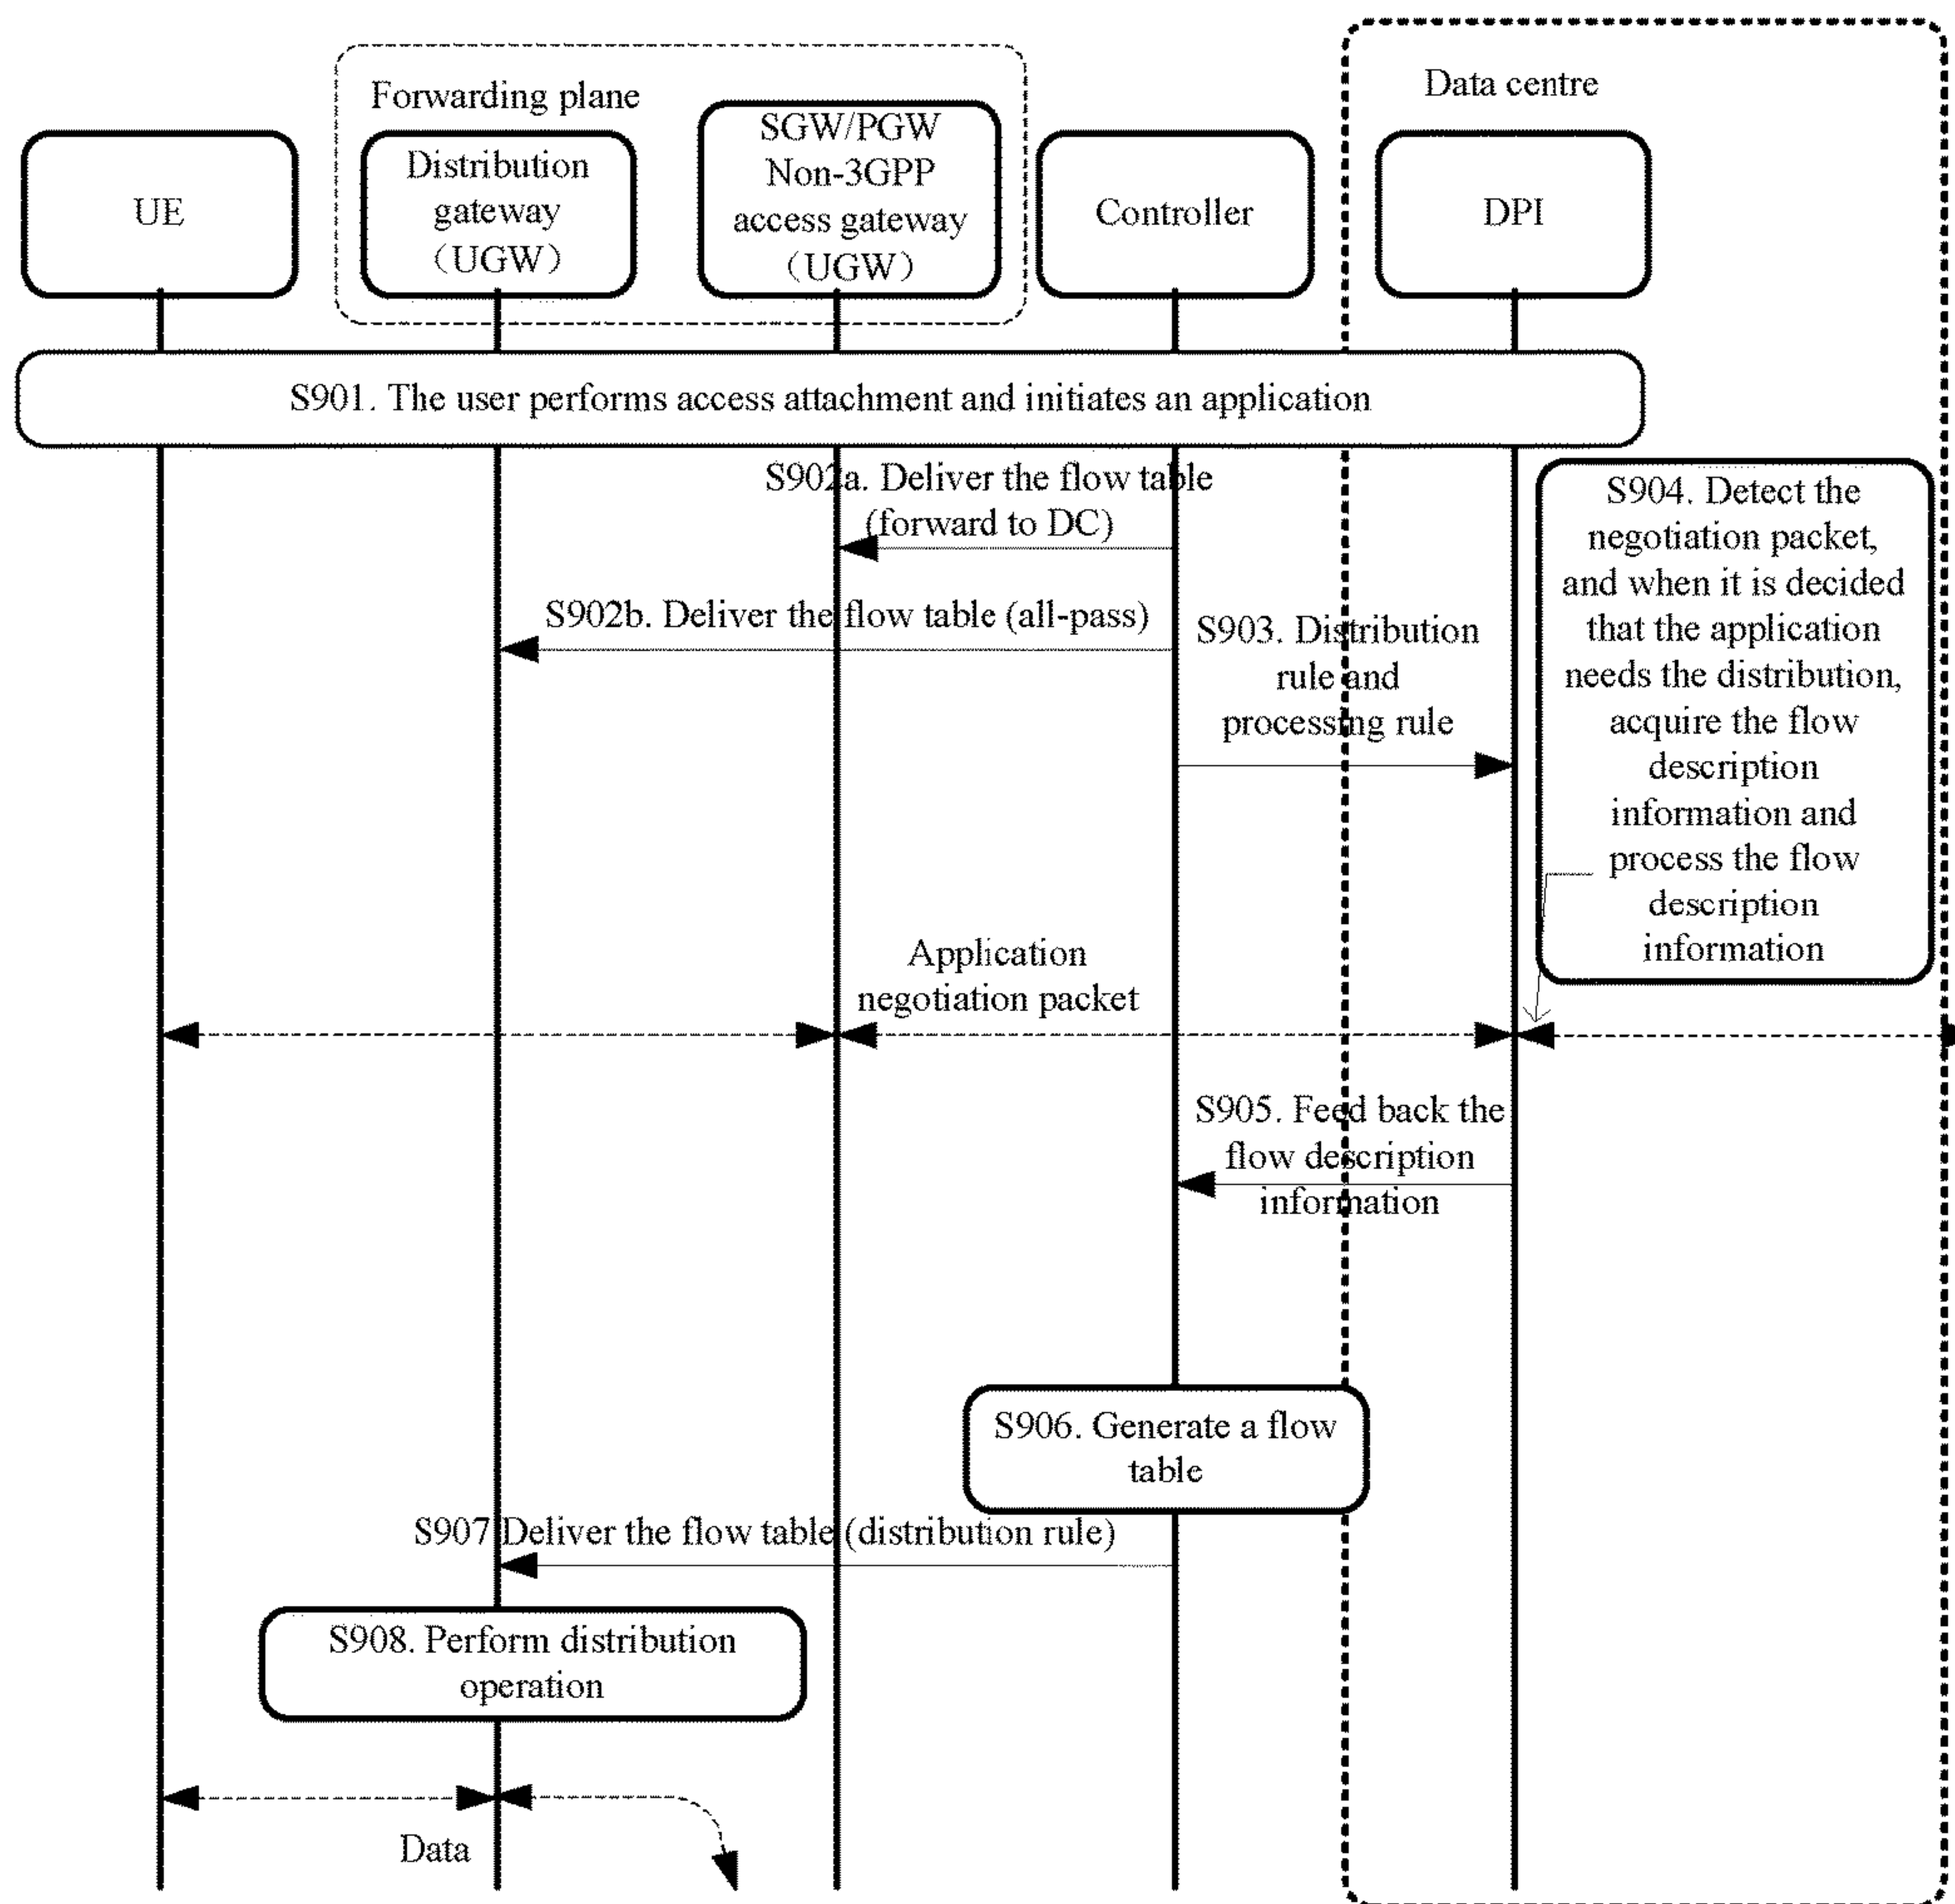 Forwarding plane
Data centre
UE
Distribution
gateway
（UGW）
SGW/PGW
Non-3GPP
access gateway
（UGW）
Controller
DPI
S901. The user performs access attachment and initiates an application
S902a. Deliver the flow table
(forward to DC)
S902b. Deliver the flow table (all-pass)
S903. Distribution
rule and
processing rule
S904. Detect the
negotiation packet,
and when it is decided
that the application
needs the distribution,
acquire the flow
description
information and
process the flow
description
information
Application
negotiation packet
S905. Feed back the
flow description
information
S906. Generate a flow
table
S907 Deliver the flow table (distribution rule)
S908. Perform distribution
operation
Data